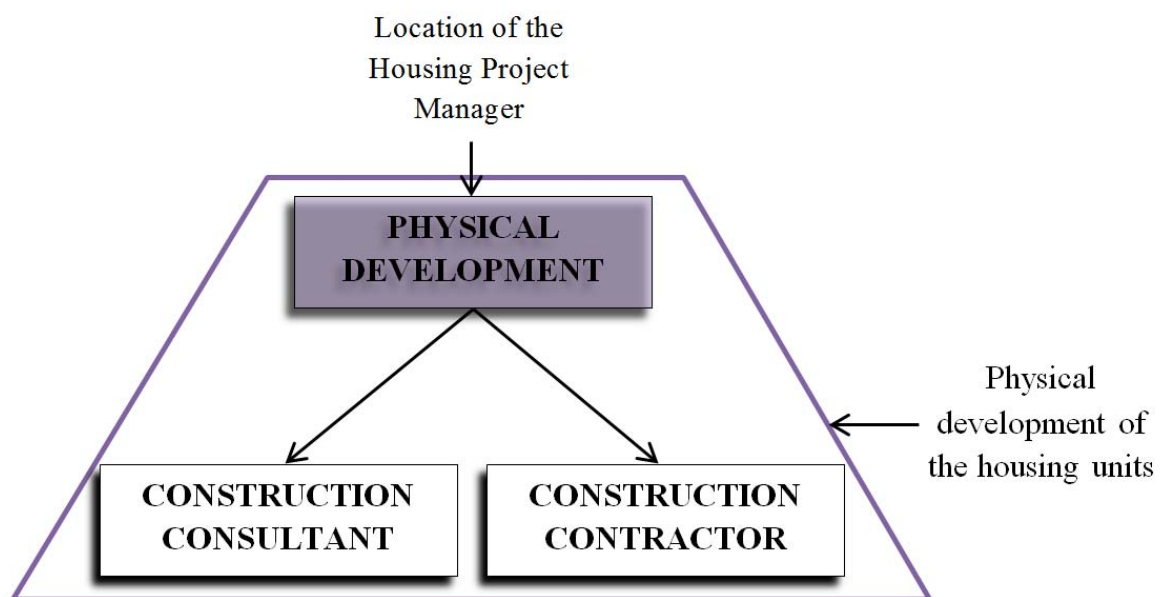 Location of the
Housing Project
Manager
PHYSICAL
DEVELOPMENT
Physical
development of
the housing units
CONSTRUCTION
CONSULTANT
CONSTRUCTION
CONTRACTOR